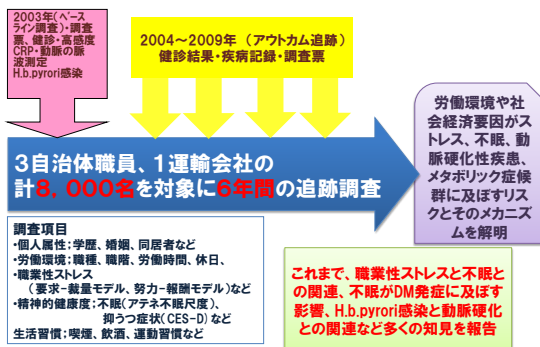 2003年(ベース
ライン調査)・調査
票、健診・高感度
CRP・動脈の脈
波測定
H.b.pyrori感染
2004～2009年 （アウトカム追跡）
健診結果・疾病記録・調査票
３自治体職員、１運輸会社の
計８，０００名を対象に６年間の追跡調査
労働環境や社
会経済要因がス
トレス、不眠、動
脈硬化性疾患、
メタボリック症候
群に及ぼすリス
クとそのメカニズ
ムを解明
調査項目
・個人属性：学歴、婚姻、同居者など
・労働環境：職種、職階、労働時間、休日、
・職業性ストレス
（要求－裁量モデル、努力－報酬モデル）など
・精神的健康度：不眠（アテネ不眠尺度）、
抑うつ症状（CES-D）など
生活習慣：喫煙、飲酒、運動習慣など
これまで、職業性ストレスと不眠と
の関連、不眠がDM発症に及ぼす
影響、H.b.pyrori感染と動脈硬化
との関連など多くの知見を報告